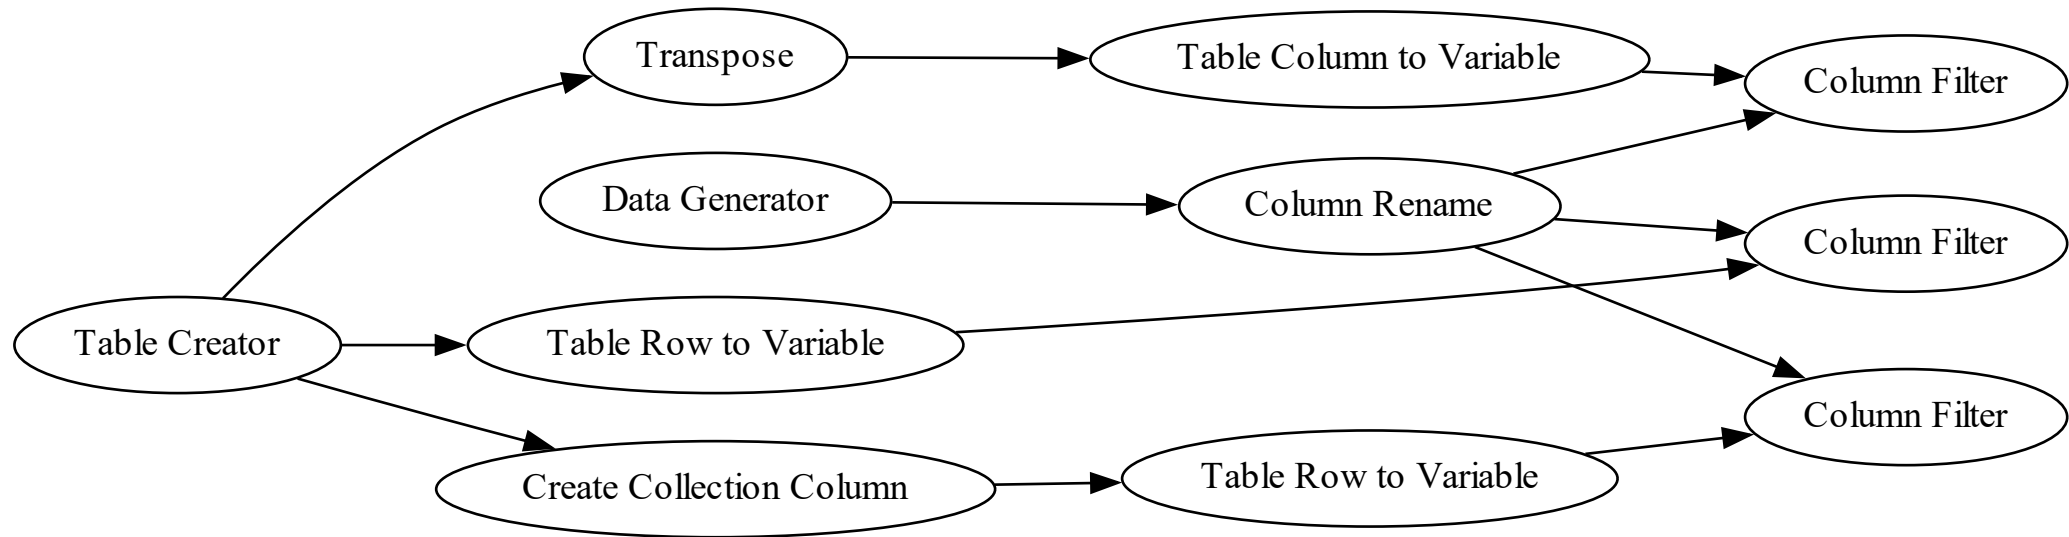 Transpose
Table Column to Variable
Column Filter
Data Generator
Column Rename
Column Filter
Table Creator
Table Row to Variable
Column Filter
Create Collection Column
Table Row to Variable